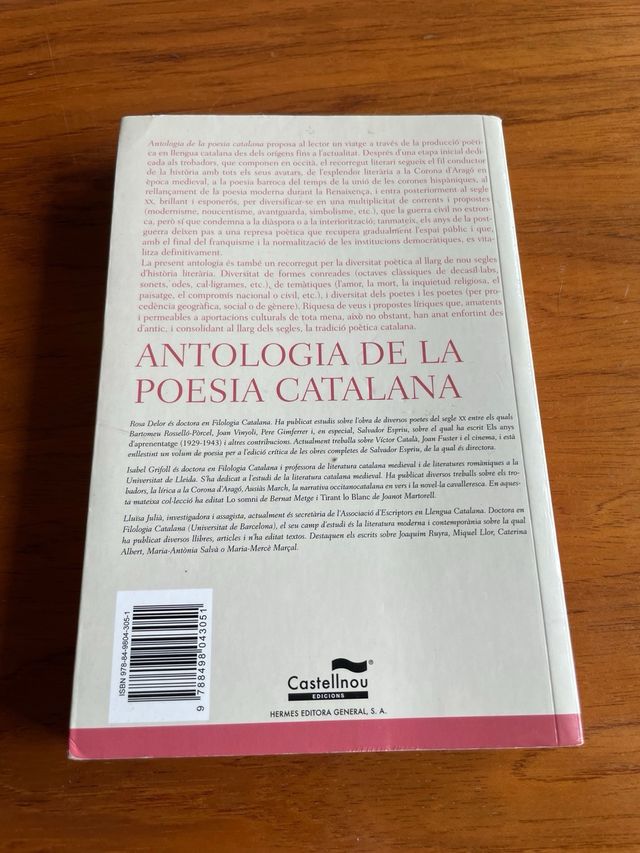 Antologia de la poesia catalana proposa al lector un viatge a través de la producció poèti-
ca en llengua catalana des dels orígens fins a l'actualitat. Després d'una etapa inicial dedi-
cada als trobadors, que componen en occità, el recorregut literari segueix el fil conductor
de la història amb tots els seus avatars, de l'esplendor literària a la Corona d'Aragó en
època medieval, a la poesia barroca del temps de la unió de les corones hispàniques, al
rellançament de la poesia moderna durant la Renaixença, i entra posteriorment al segle
XX, brillant i esponerós, per diversificar-se en una multiplicitat de corrents i propostes
(modernisme, noucentisme, avantguarda, simbolisme, etc.), que la guerra civil no estron-
ca, però sí que condemna a la diàspora o a la interiorització; tanmateix, els anys de la post-
guerra deixen pas a una represa poètica que recupera gradualment l'espai públic i que,
amb el final del franquisme i la normalització de les institucions democràtiques, es vita-
litza definitivament.
La present antologia és també un recorregut per la diversitat poètica al llarg de nou segles
d'història literària. Diversitat de formes conreades (octaves clàssiques de decasíl·labs,
sonets, odes, cal·ligrames, etc.), de temàtiques (l'amor, la mort, la inquietud religiosa, el
paisatge, el compromís nacional o civil, etc.), i diversitat dels poetes i les poetes (per pro-
cedència geogràfica, social o de gènere). Riquesa de veus i propostes líriques que, amatents
i permeables a aportacions culturals de tota mena, això no obstant, han anat enfortint des
d'antic, i consolidant al llarg dels segles, la tradició poètica catalana.
ANTOLOGIA DE LA
POESIA CATALANA
Rosa Delor és doctora en Filologia Catalana. Ha publicat estudis sobre l'obra de diversos poetes del segle XX entre els quals
Bartomeu Rosselló-Pòrcel, Joan Vinyoli, Pere Gimferrer i, en especial, Salvador Espriu, sobre el qual ha escrit Els anys
d'aprenentatge (1929-1943) i altres contribucions. Actualment treballa sobre Víctor Català, Joan Fuster i el cinema, i està
enllestint un volum de poesia per a l'edició crítica de les obres completes de Salvador Espriu, de la qual és directora.
Isabel Grifoll és doctora en Filologia Catalana i professora de literatura catalana medieval i de literatures romàniques a la
Universitat de Lleida. S'ha dedicat a l'estudi de la literatura catalana medieval. Ha publicat diversos treballs sobre els tro-
badors, la lírica a la Corona d'Aragó, Ausiàs March, la narrativa occitanocatalana en vers i la novel·la cavalleresca. En aques-
ta mateixa col·lecció ha editat Lo somni de Bernat Metge i Tirant lo Blanc de Joanot Martorell.
Lluïsa Julià, investigadora i assagista, actualment és secretària de l'Associació d'Escriptors en Llengua Catalana. Doctora en
Filologia Catalana (Universitat de Barcelona), el seu camp d'estudi és la literatura moderna i contemporània sobre la qual
ha publicat diversos llibres, articles i n'ha editat textos. Destaquen els escrits sobre Joaquim Ruyra, Miquel Llor, Caterina
Albert, Maria-Antònia Salvà o Maria-Mercè Marçal.
ISBN 978-84-9804-305-1
9 788498 043051
Castellnou®
EDICIONS
HERMES EDITORA GENERAL, S. A.